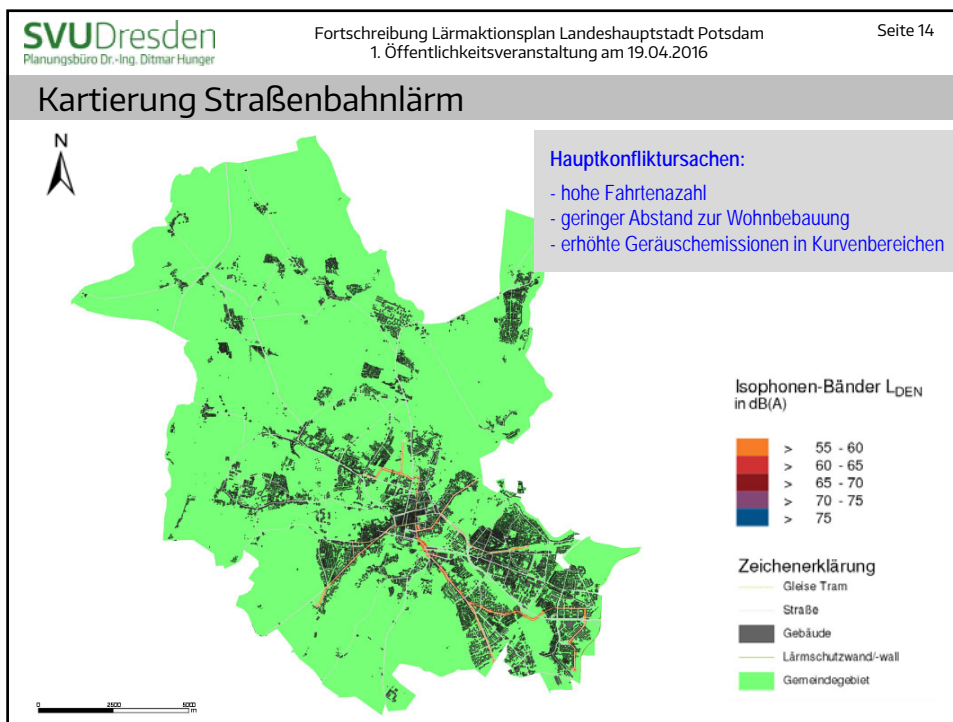 SVUDresden
Planungsbüro Dr.-Ing. Ditmar Hunger
Fortschreibung Lärmaktionsplan Landeshauptstadt Potsdam
1. Öffentlichkeitsveranstaltung am 19.04.2016
Seite 14
Kartierung Straßenbahnlärm
N
Hauptkonfliktursachen:
- hohe Fahrtenazahl
- geringer Abstand zur Wohnbebauung
- erhöhte Geräuschemissionen in Kurvenbereichen
Isophonen-Bänder LDEN
in dB(A)
> 55 - 60
> 60 - 65
> 65 - 70
> 70 - 75
> 75
Zeichenerklärung
Gleise Tram
Straße
Gebäude
Lärmschutzwand/-wall
Gemeindegebiet
0 2500 5000
m